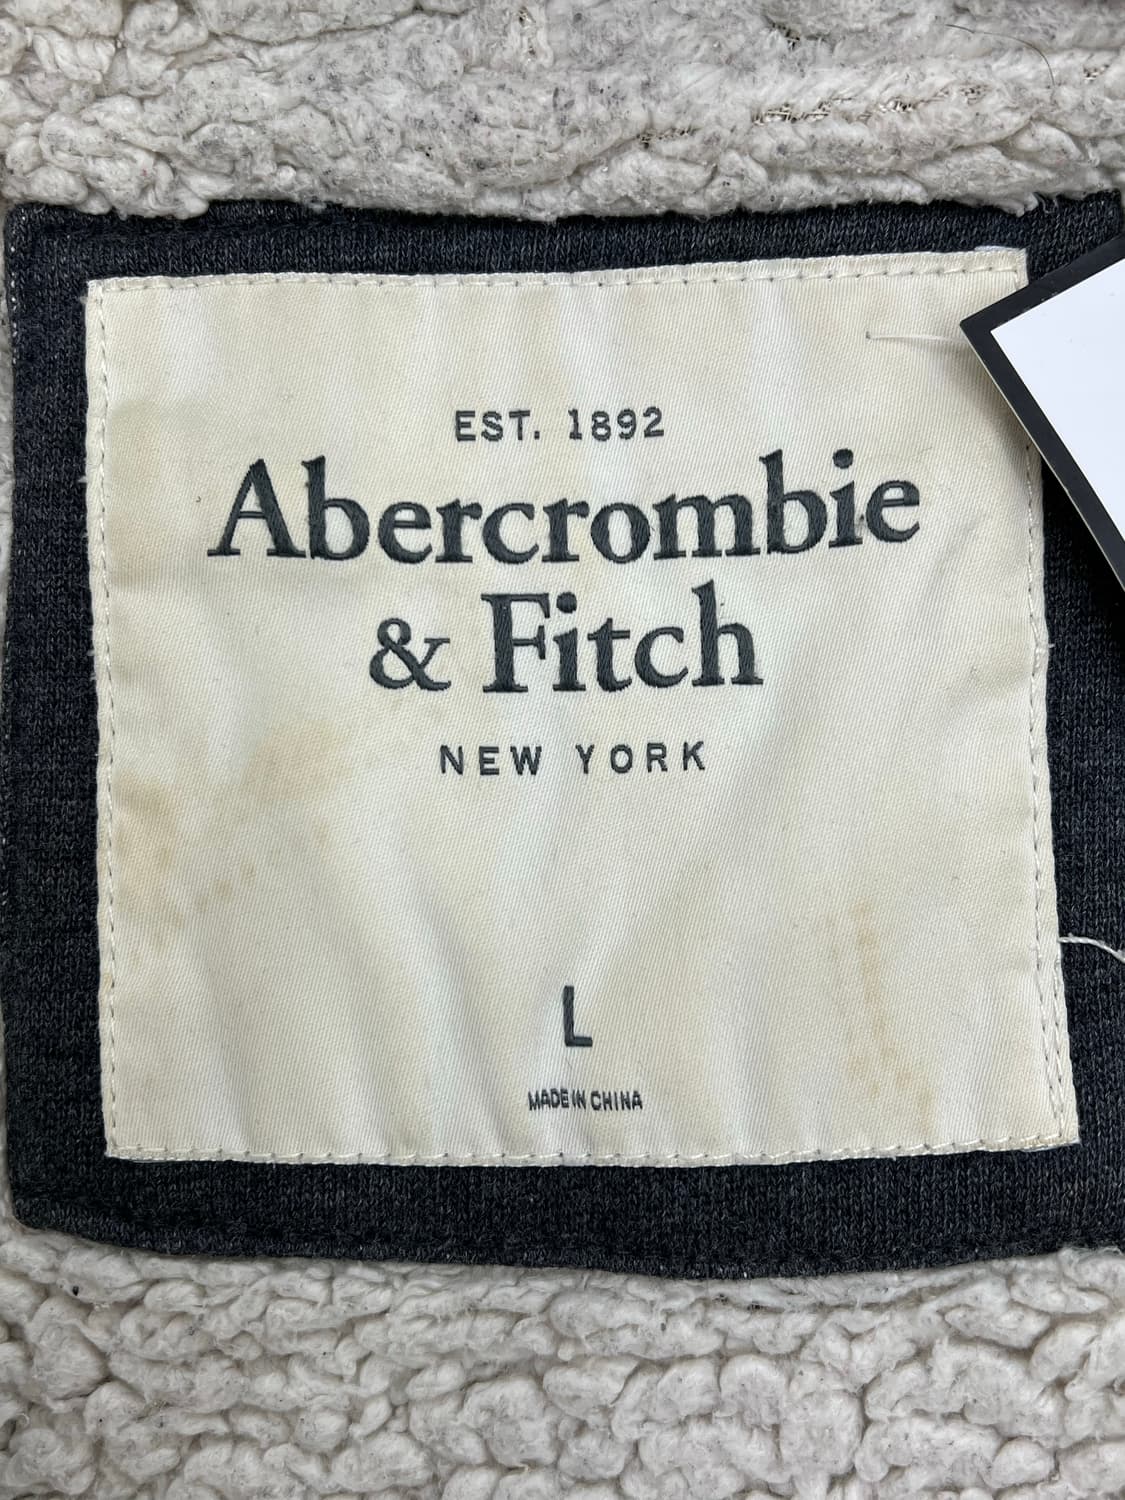 EST. 1892
Abercrombie
& Fitch
NEW YORK
L
MADE IN CHINA